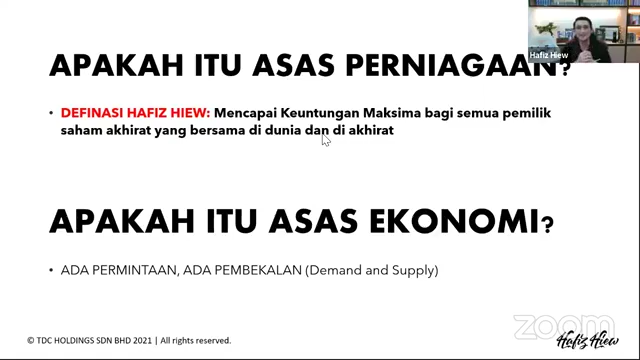 Hafiz Hiew
APAKAH ITU ASAS PERNIAGAAN?
• DEFINASI HAFIZ HIEW: Mencapai Keuntungan Maksima bagi semua pemilik
saham akhirat yang bersama di dunia dan di akhirat
APAKAH ITU ASAS EKONOMI?
• ADA PERMINTAAN, ADA PEMBEKALAN (Demand and Supply)
zoom
© TDC HOLDINGS SDN BHD 2021 | All rights reserved.
Hafiz Hiew